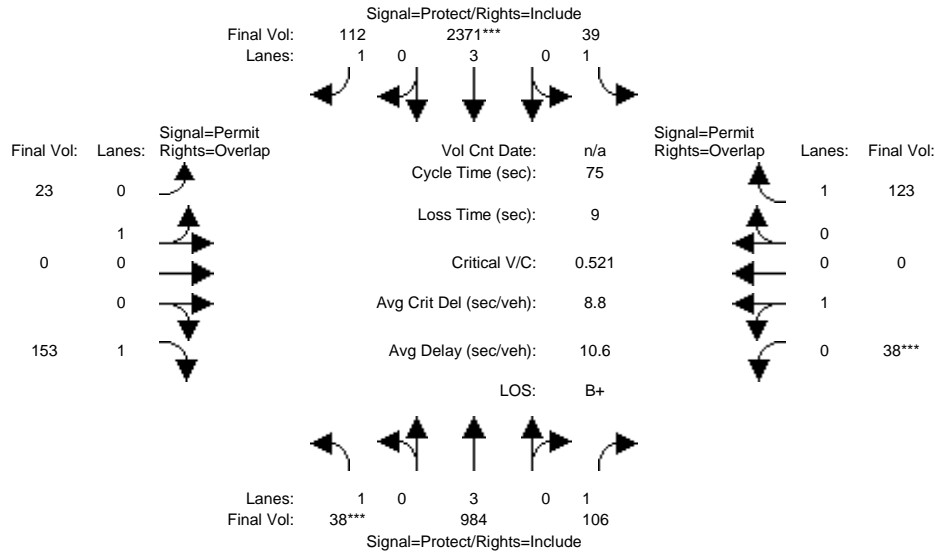 Signal=Protect/Rights=Include
Final Vol: 112 2371*** 39
Lanes: 1 0 3 0 1
Signal=Permit Signal=Permit
Final Vol: Lanes: Rights=Overlap Vol Cnt Date: n/a Rights=Overlap Lanes: Final Vol:
Cycle Time (sec): 75
23 0 1 123
Loss Time (sec): 9
1 0
0 0 Critical V/C: 0.521 0 0
0 Avg Crit Del (sec/veh): 8.8 1
153 1 Avg Delay (sec/veh): 10.6 0 38***
LOS: B+
Lanes: 1 0 3 0 1
Final Vol: 38*** 984 106
Signal=Protect/Rights=Include